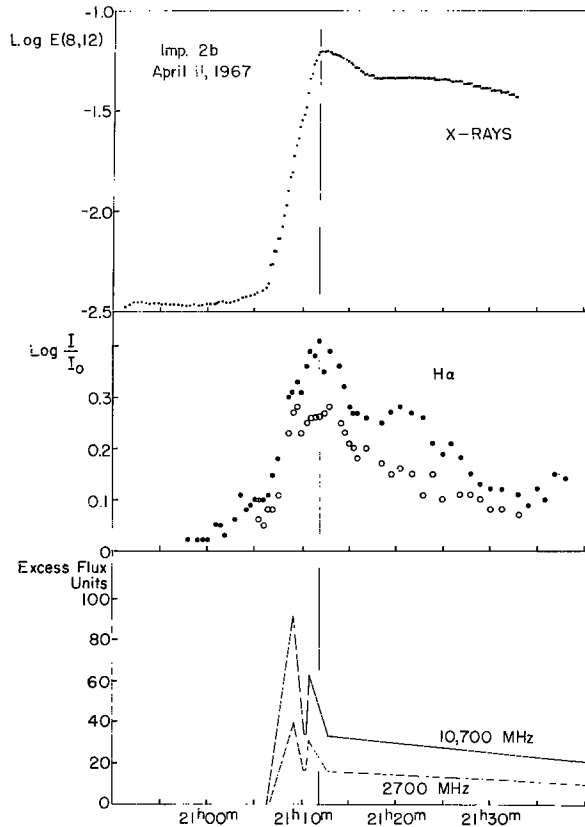 Log E(8,12)
-1.0
Imp. 2b
April 11, 1967
-1.5
X-RAYS
-2.0
-2.5
Log I/I₀
Hα
0.3
0.2
0.1
0
Excess Flux
Units
100
80
60
40
20
0
10,700 MHz
2700 MHz
21h00m
21h10m
21h20m
21h30m